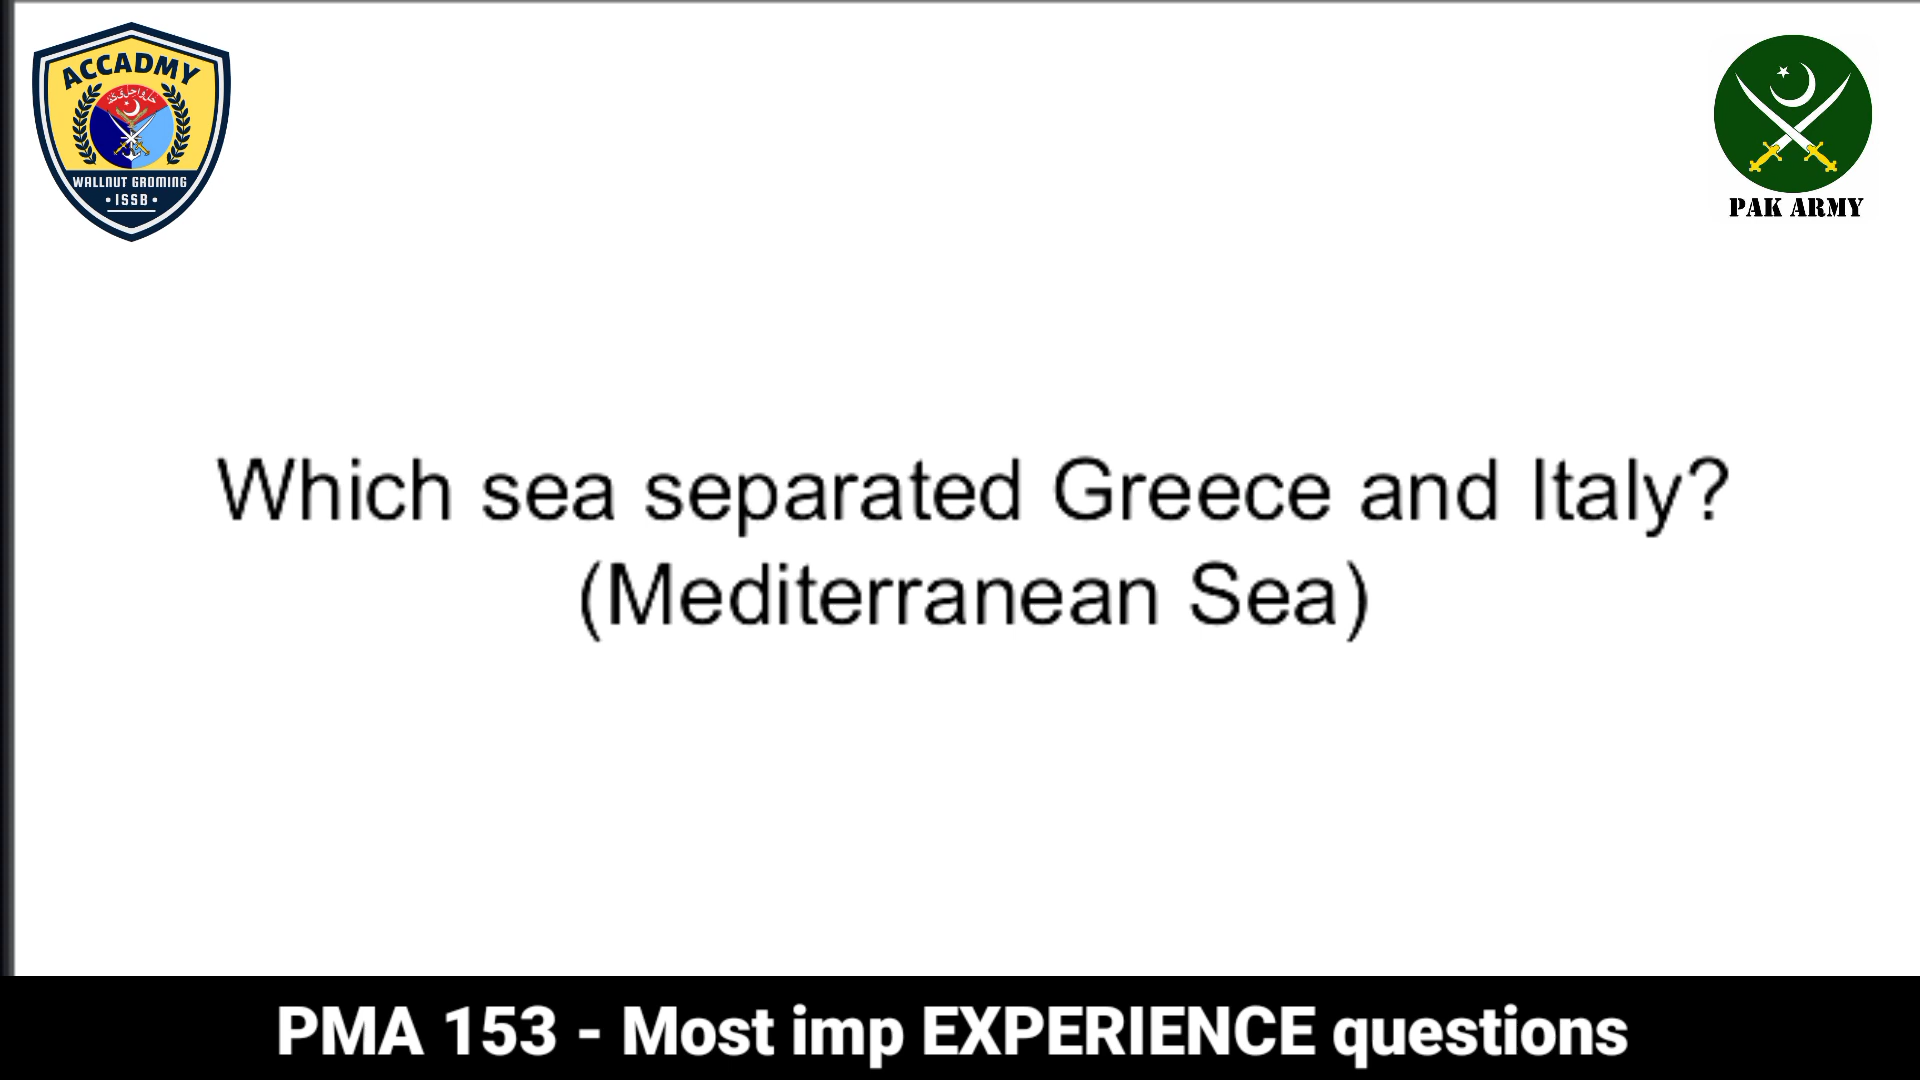 ACCADMY
WALLNUT GROMING
• ISSB •
PAK ARMY
Which sea separated Greece and Italy?
(Mediterranean Sea)
PMA 153 - Most imp EXPERIENCE questions